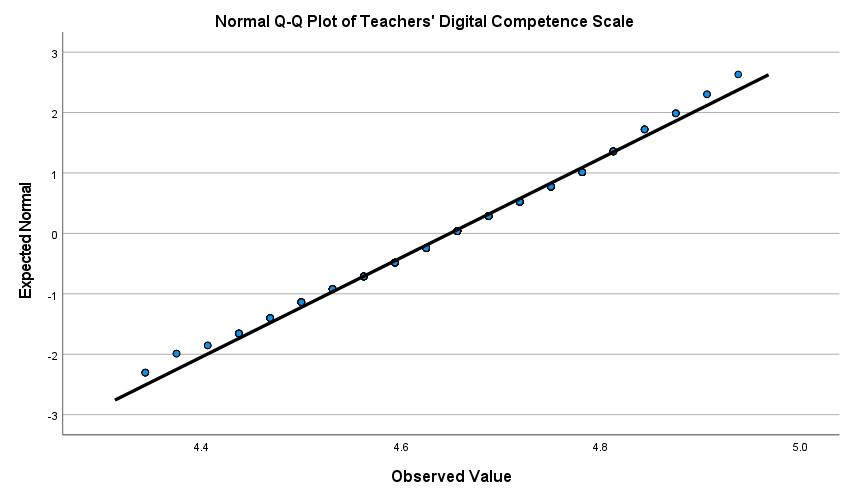 Normal Q-Q Plot of Teachers' Digital Competence Scale
3
2
1
0
-1
-2
-3
Expected Normal
4.4 4.6 4.8 5.0
Observed Value